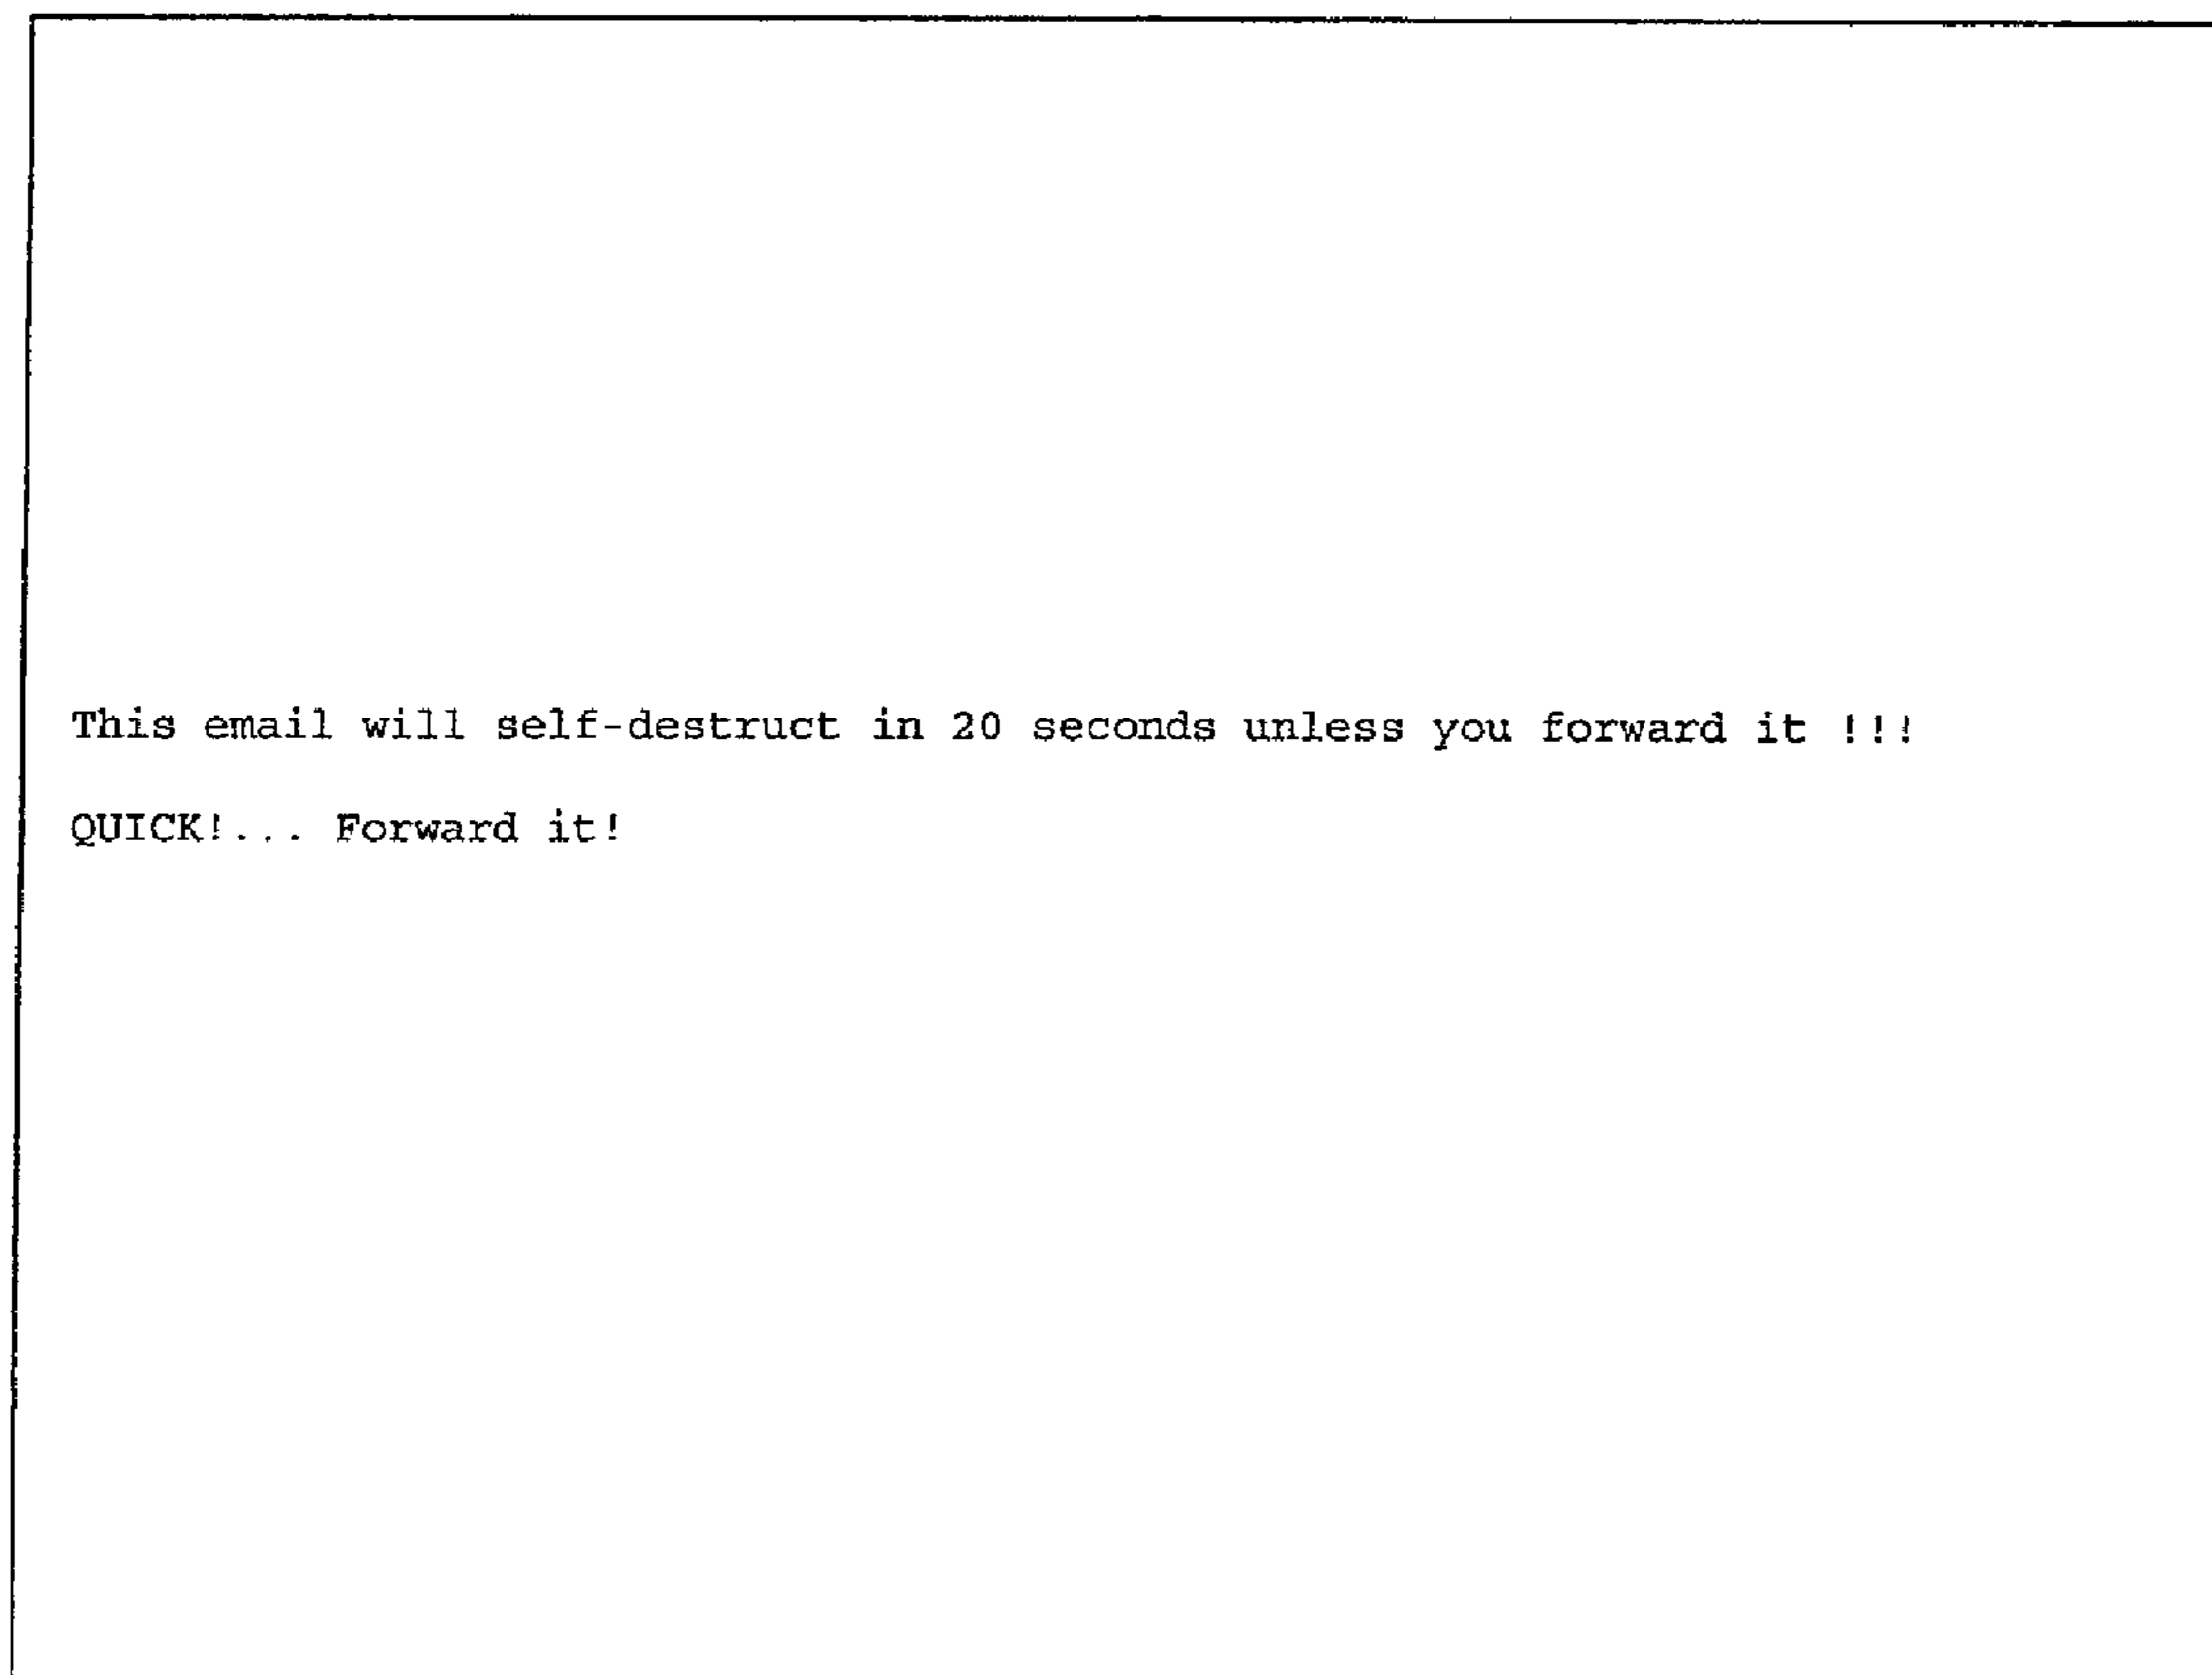 This email will self-destruct in 20 seconds unless you forward it !!!
QUICK!... Forward it!